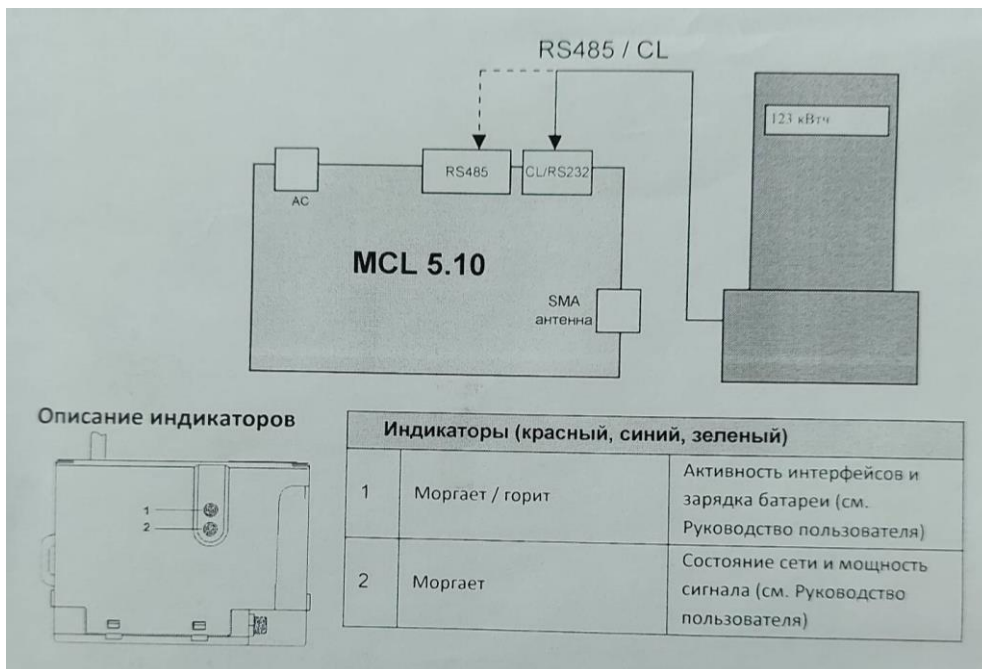 RS485 / CL
123 кВтч
RS485
CL/RS232
AC
MCL 5.10
SMA
антенна
Описание индикаторов
1
2
Индикаторы (красный, синий, зеленый)
1 Моргает / горит Активность интерфейсов и
зарядка батареи (см.
Руководство пользователя)
2 Моргает Состояние сети и мощность
сигнала (см. Руководство
пользователя)